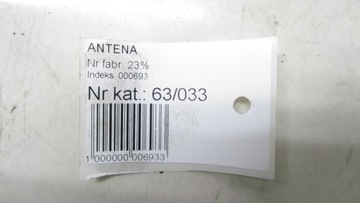 ANTENA
Nr fabr. 23%
Indeks: 000693
Nr kat.: 63/033
1 000000 006933